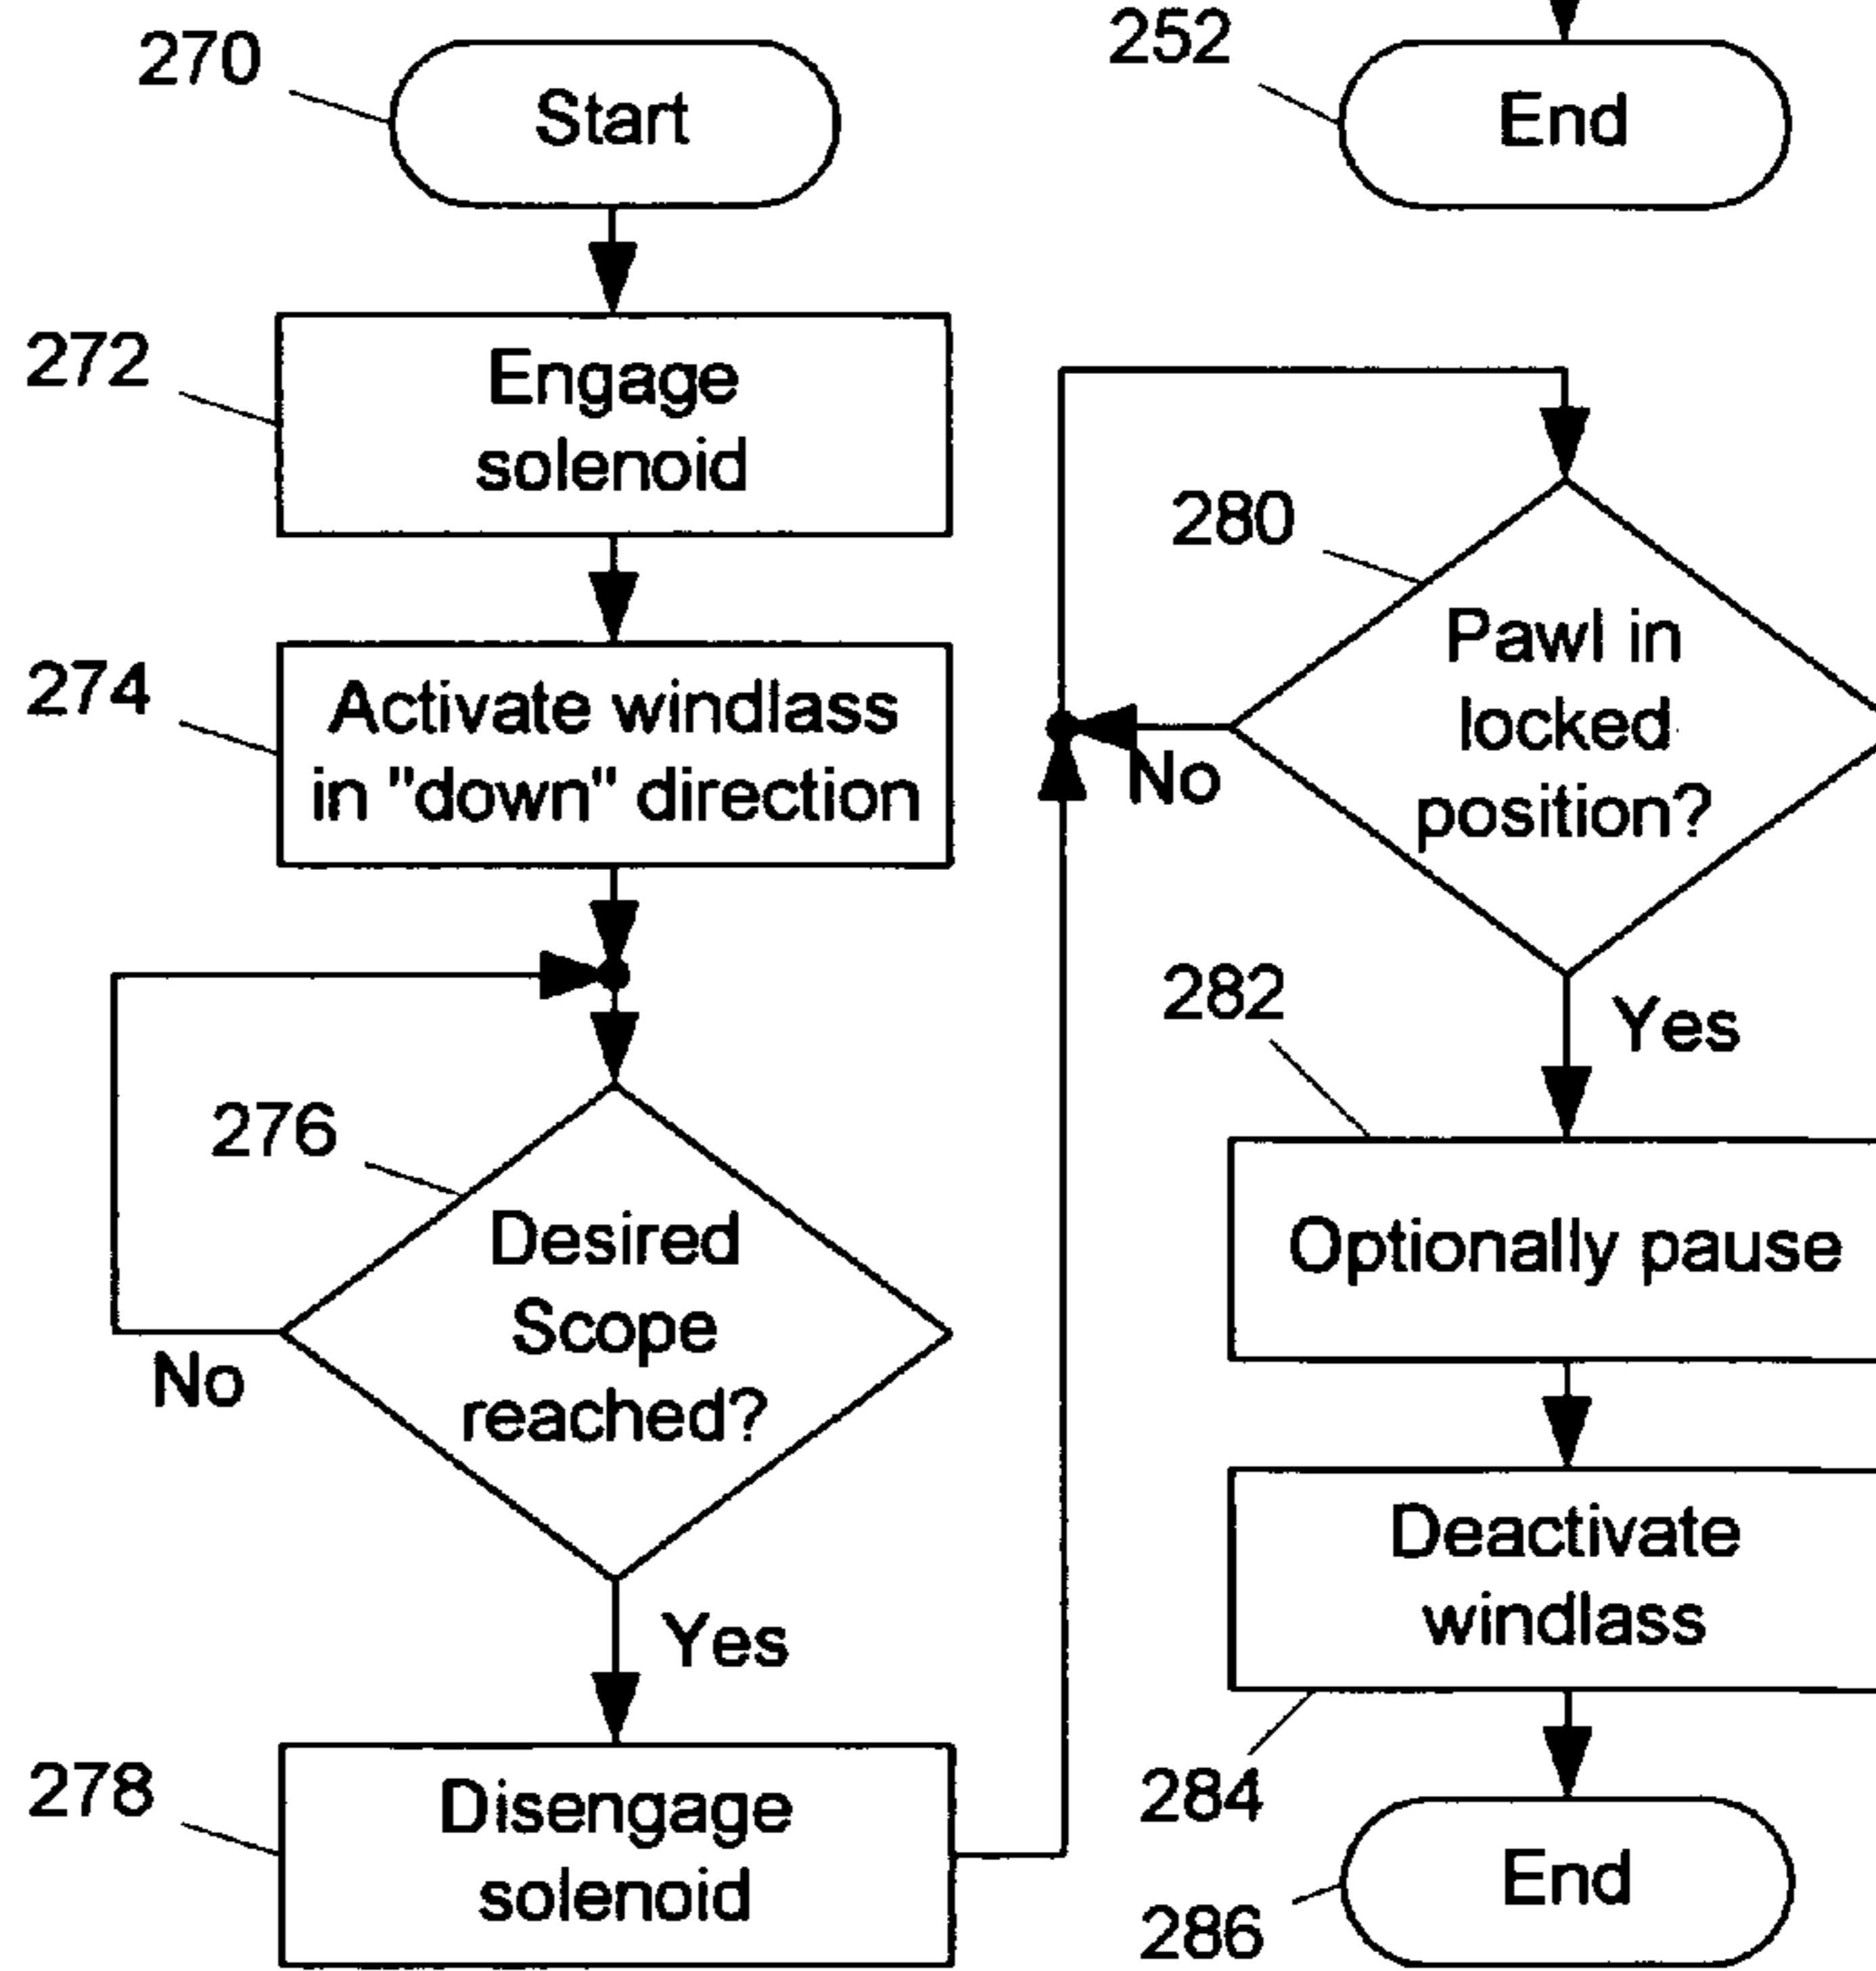 270
Start
272
Engage
solenoid
274
Activate windlass
in "down" direction
276
Desired
Scope
reached?
No
Yes
278
Disengage
solenoid
252
End
280
Pawl in
locked
position?
No
Yes
282
Optionally pause
Deactivate
windlass
284
End
286